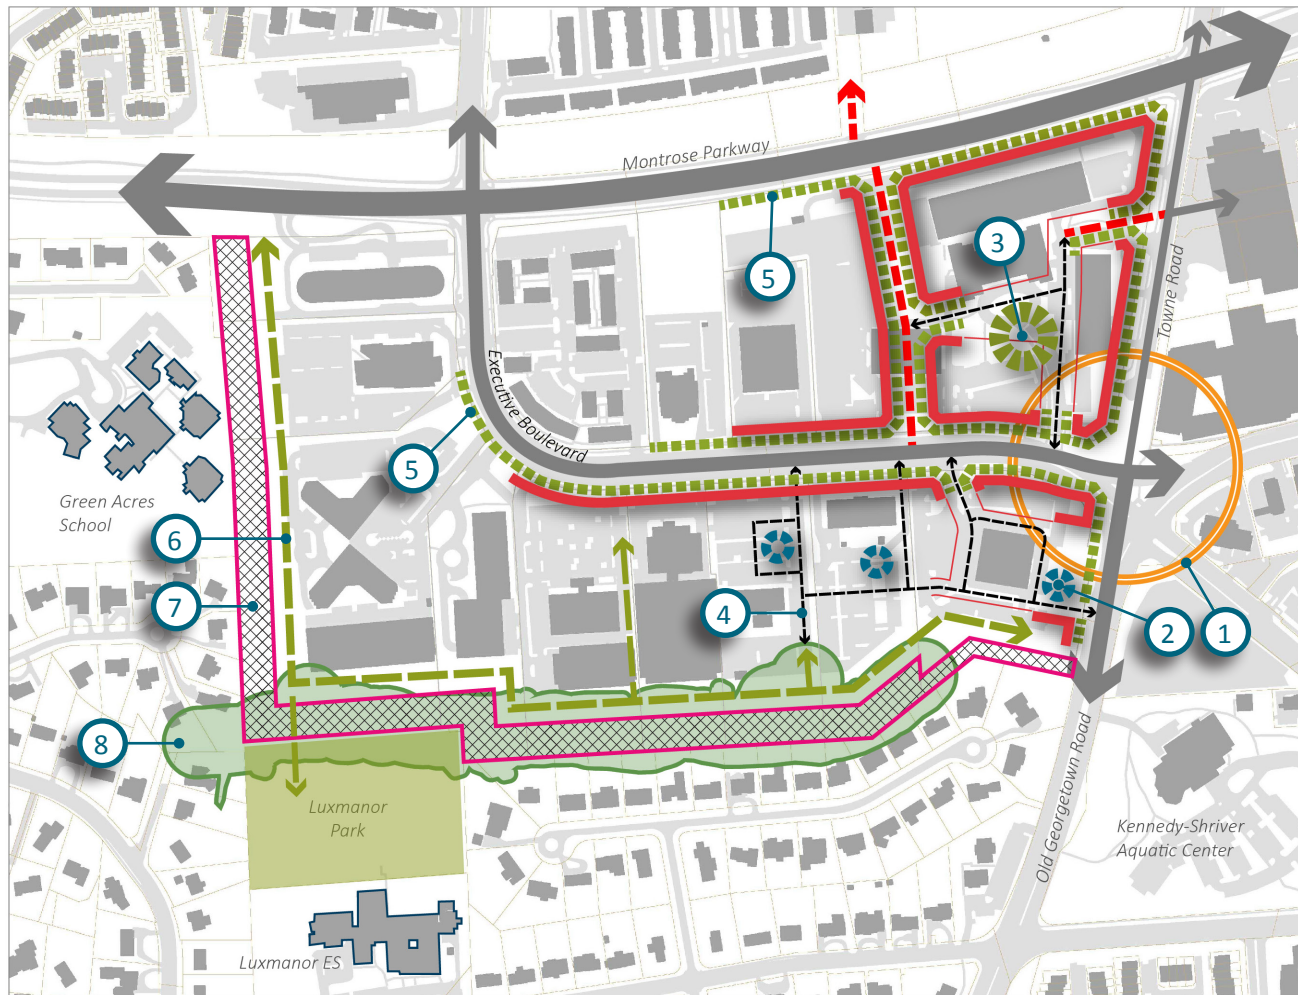 Montrose Parkway
3
5
Towne Road
Executive Boulevard
5
Green Acres
School
6
7
4
2
1
8
Luxmanor
Park
Old Georgetown Road
Kennedy-Shriver
Aquatic Center
Luxmanor ES